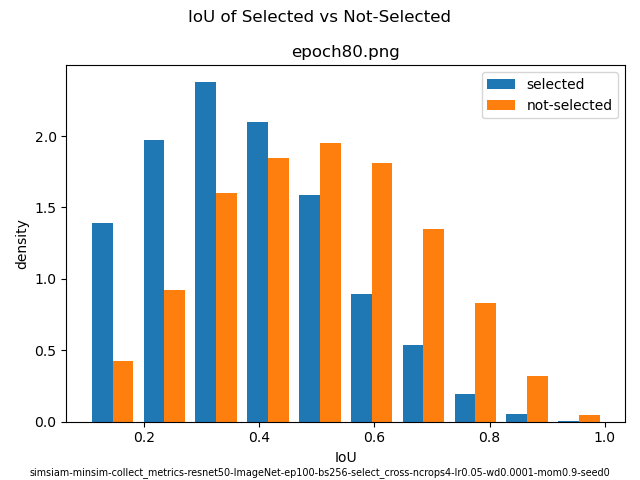 IoU of Selected vs Not-Selected
epoch80.png
selected
not-selected
density
2.0
1.5
1.0
0.5
0.0
0.2
0.4
0.6
0.8
1.0
IoU
simsiam-minsim-collect_metrics-resnet50-ImageNet-ep100-bs256-select_cross-ncrops4-lr0.05-wd0.0001-mom0.9-seed0